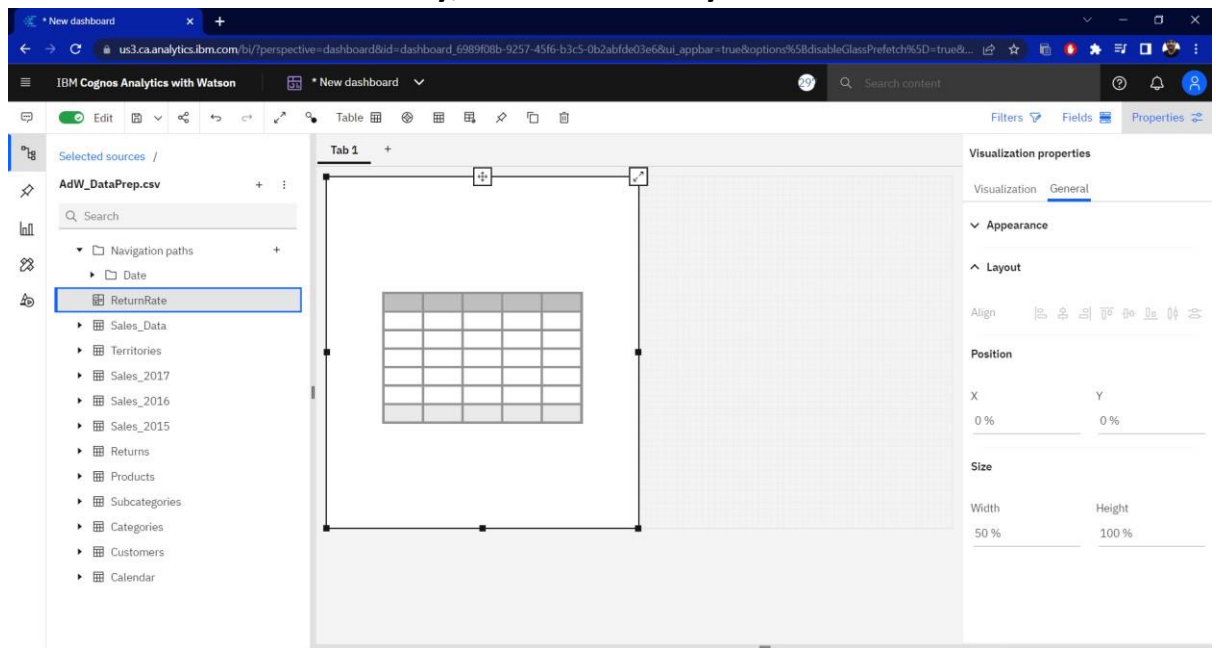 * New dashboard
us3.ca.analytics.ibm.com/bi/?perspective=dashboard&id=dashboard_6989f08b-9257-45f6-b3c5-0b2abfde03e6&ui_appbar=true&options%5BdisableGlassPrefetch%5D=true&...
IBM Cognos Analytics with Watson
* New dashboard
29
Search content
Edit
Table
Filters
Fields
Properties
Selected sources /
Tab 1
Visualization properties
AdW_DataPrep.csv
Visualization General
Search
Appearance
Navigation paths
Date
Layout
ReturnRate
Align
Sales_Data
Territories
Position
Sales_2017
X Y
Sales_2016
0 % 0 %
Sales_2015
Returns
Size
Products
Subcategories
Width Height
Categories
50 % 100 %
Customers
Calendar